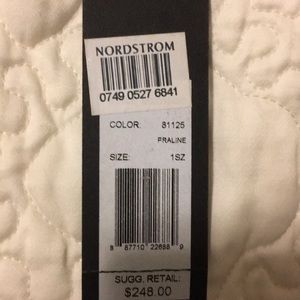 NORDSTROM
0749 0527 6841
COLOR: 81125
PRALINE
SIZE: 1SZ
8 87710 22688 9
SUGG. RETAIL:
$248.00